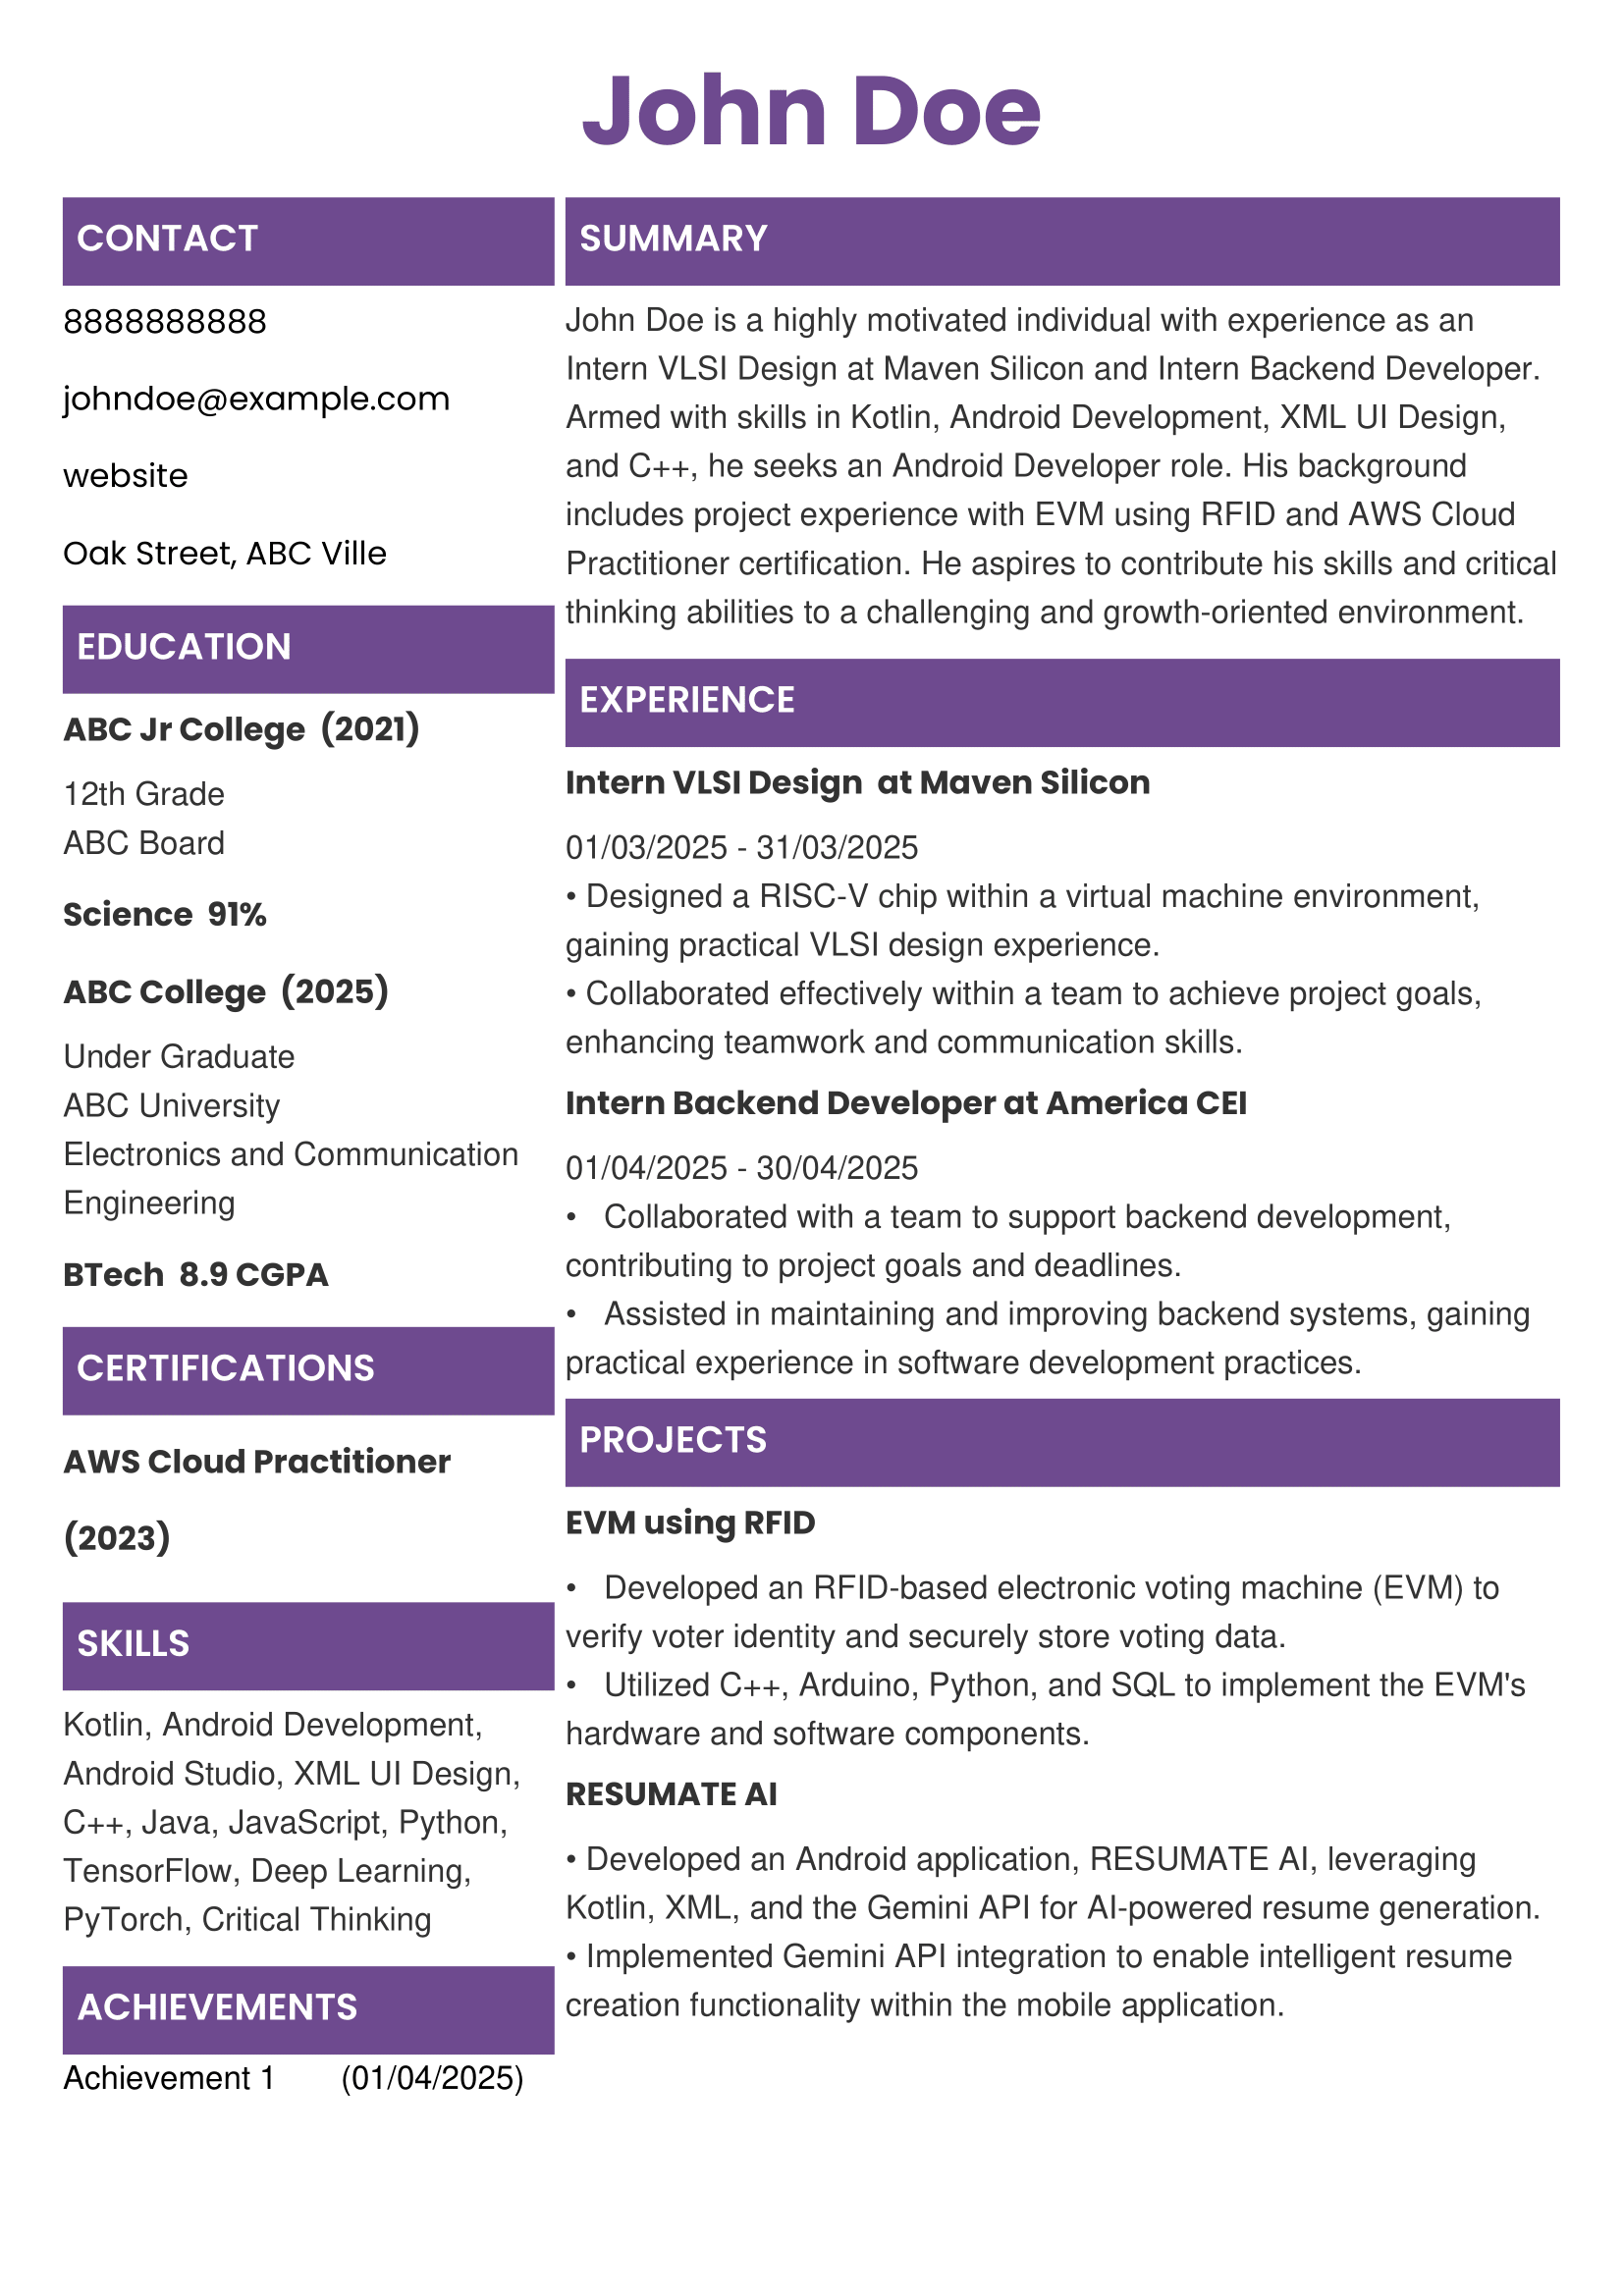 John Doe
CONTACT
8888888888
johndoe@example.com
website
Oak Street, ABC Ville
EDUCATION
ABC Jr College  (2021)
12th Grade
ABC Board
Science  91%
ABC College  (2025)
Under Graduate
ABC University
Electronics and Communication
Engineering
BTech  8.9 CGPA
CERTIFICATIONS
AWS Cloud Practitioner
(2023)
SKILLS
Kotlin, Android Development,
Android Studio, XML UI Design,
C++, Java, JavaScript, Python,
TensorFlow, Deep Learning,
PyTorch, Critical Thinking
ACHIEVEMENTS
Achievement 1 (01/04/2025)
SUMMARY
John Doe is a highly motivated individual with experience as an
Intern VLSI Design at Maven Silicon and Intern Backend Developer.
Armed with skills in Kotlin, Android Development, XML UI Design,
and C++, he seeks an Android Developer role. His background
includes project experience with EVM using RFID and AWS Cloud
Practitioner certification. He aspires to contribute his skills and critical
thinking abilities to a challenging and growth-oriented environment.
EXPERIENCE
Intern VLSI Design  at Maven Silicon
01/03/2025 - 31/03/2025
• Designed a RISC-V chip within a virtual machine environment,
gaining practical VLSI design experience.
• Collaborated effectively within a team to achieve project goals,
enhancing teamwork and communication skills.
Intern Backend Developer at America CEI
01/04/2025 - 30/04/2025
• Collaborated with a team to support backend development,
contributing to project goals and deadlines.
• Assisted in maintaining and improving backend systems, gaining
practical experience in software development practices.
PROJECTS
EVM using RFID
• Developed an RFID-based electronic voting machine (EVM) to
verify voter identity and securely store voting data.
• Utilized C++, Arduino, Python, and SQL to implement the EVM's
hardware and software components.
RESUMATE AI
• Developed an Android application, RESUMATE AI, leveraging
Kotlin, XML, and the Gemini API for AI-powered resume generation.
• Implemented Gemini API integration to enable intelligent resume
creation functionality within the mobile application.